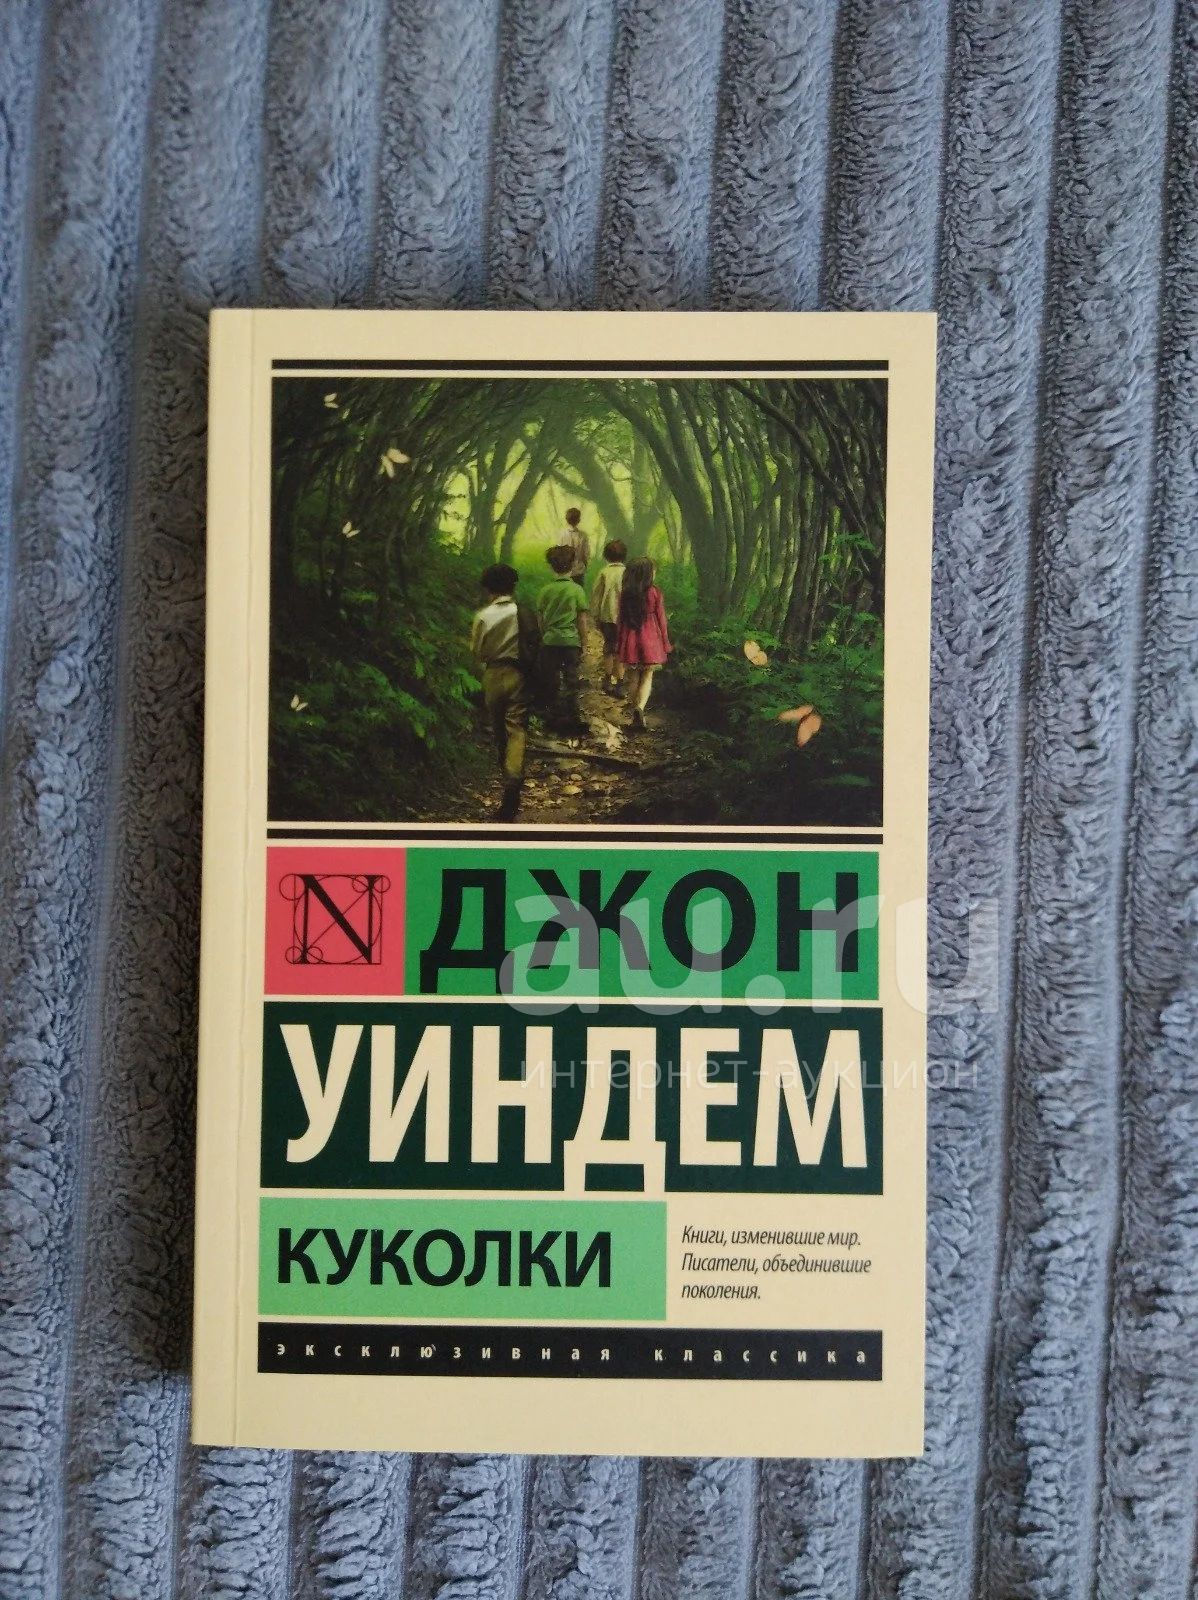 N
ДЖОН
УИНДЕМ
КУКОЛКИ
Книги, изменившие мир.
Писатели, объединившие
поколения.
эксклюзивная классика
au.ru
интернет-аукцион